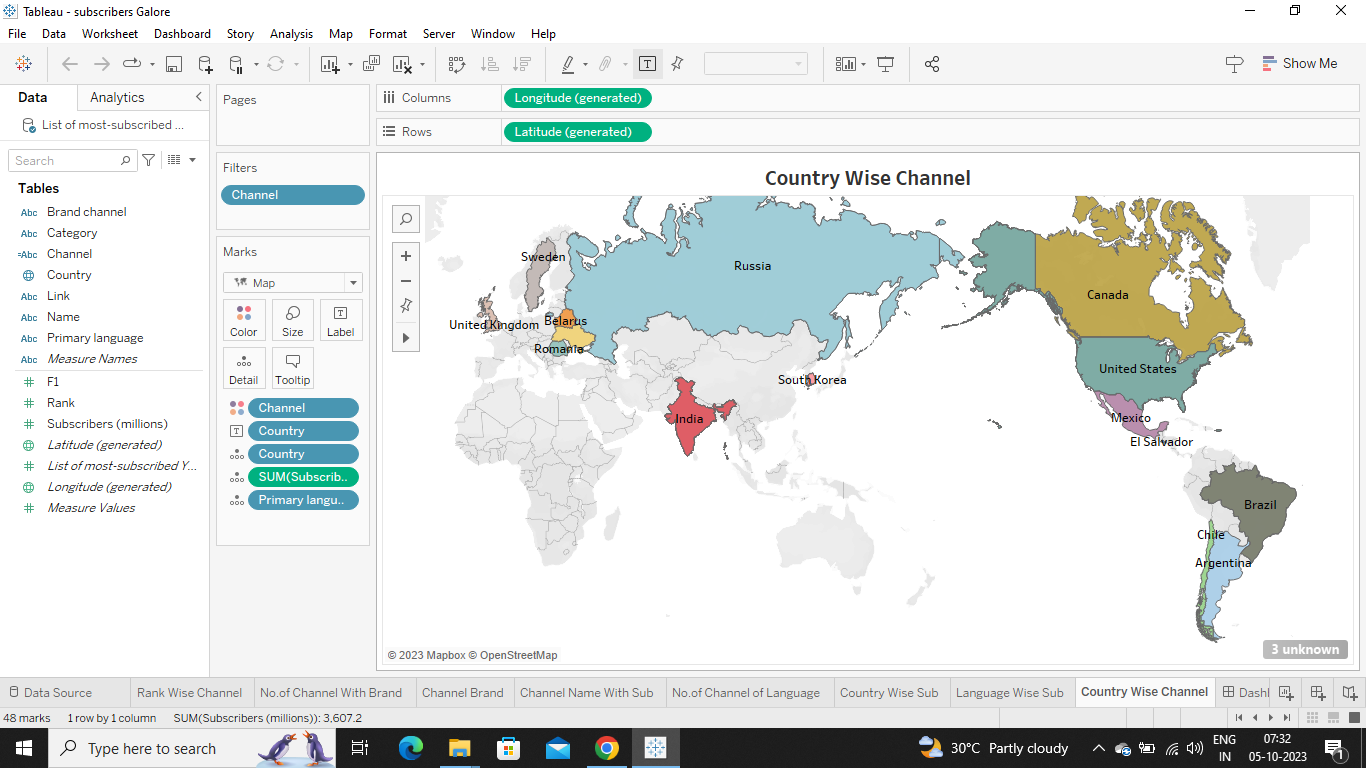 Tableau - subscribers Galore
File Data Worksheet Dashboard Story Analysis Map Format Server Window Help
Show Me
Data Analytics
List of most-subscribed ...
Search
Tables
Abc Brand channel
Abc Category
=Abc Channel
Country
Abc Link
Abc Name
Abc Primary language
Abc Measure Names
F1
Rank
Subscribers (millions)
Latitude (generated)
List of most-subscribed Y...
Longitude (generated)
Measure Values
Pages
Filters
Channel
Marks
Map
Color Size Label
Detail Tooltip
Channel
Country
Country
SUM(Subscrib..
Primary langu..
Columns Longitude (generated)
Rows Latitude (generated)
Country Wise Channel
Sweden
Russia
Canada
United Kingdom Belarus
Romania
United States
South Korea
India
Mexico
El Salvador
Brazil
Chile
Argentina
© 2023 Mapbox © OpenStreetMap
3 unknown
Data Source Rank Wise Channel No.of Channel With Brand Channel Brand Channel Name With Sub No.of Channel of Language Country Wise Sub Language Wise Sub Country Wise Channel Dashl
48 marks 1 row by 1 column SUM(Subscribers (millions)): 3,607.2
Type here to search
30°C Partly cloudy
ENG
IN
07:32
05-10-2023
1